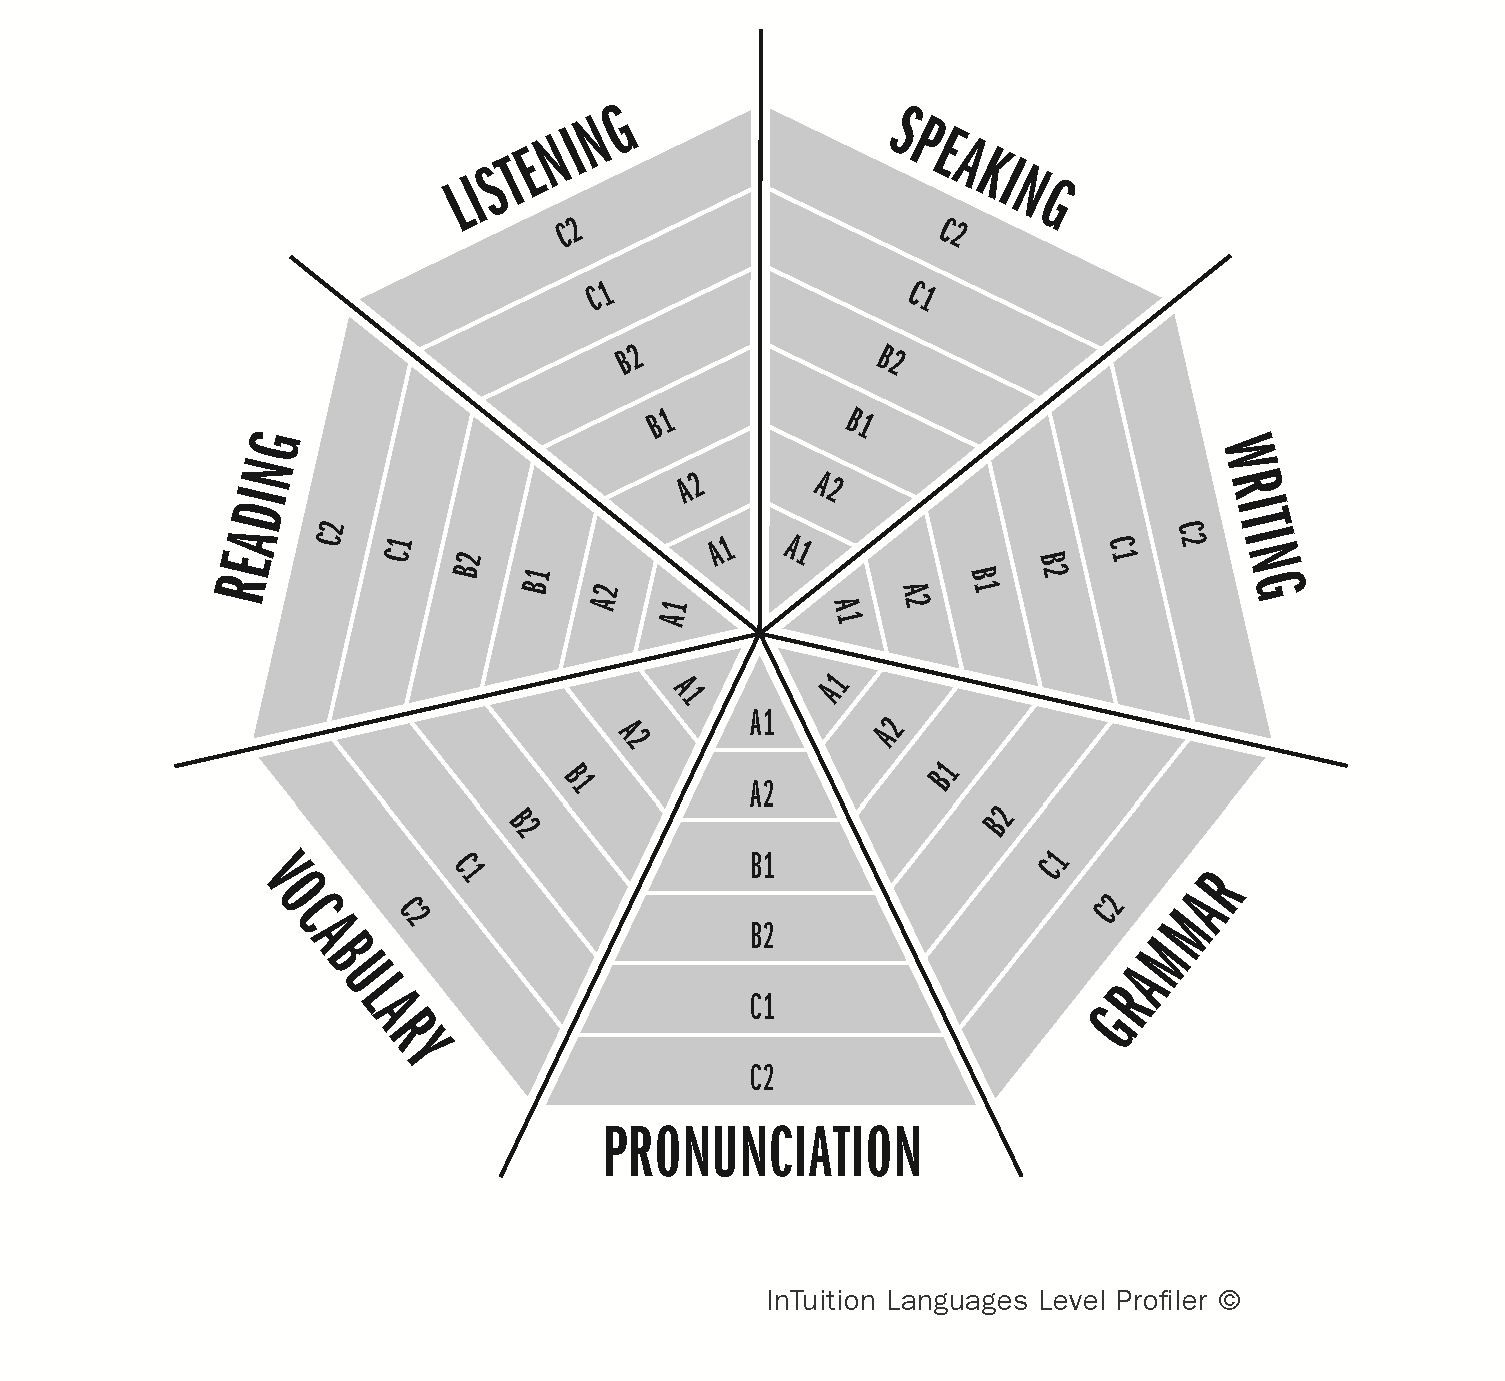 LISTENING
C2
C1
B2
B1
A2
A1
SPEAKING
C2
C1
B2
B1
A2
A1
WRITING
C2
C1
B2
B1
A2
A1
GRAMMAR
C2
C1
B2
B1
A2
A1
PRONUNCIATION
A1
A2
B1
B2
C1
C2
VOCABULARY
C2
C1
B2
B1
A2
A1
READING
C2
C1
B2
B1
A2
A1
InTuition Languages Level Profiler ©